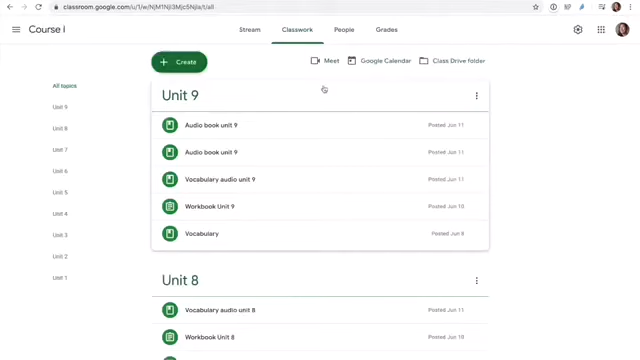 classroom.google.com/u/1/w/NjM1NjI3Mjc5Njla/t/all
Course i
Stream
Classwork
People
Grades
Create
Meet
Google Calendar
Class Drive folder
All topics
Unit 9
Unit 8
Unit 7
Unit 6
Unit 5
Unit 4
Unit 3
Unit 2
Unit 1
Unit 9
Audio book unit 9 Posted Jun 11
Audio book unit 9 Posted Jun 11
Vocabulary audio unit 9 Posted Jun 11
Workbook Unit 9 Posted Jun 10
Vocabulary Posted Jun 8
Unit 8
Vocabulary audio unit 8 Posted Jun 11
Workbook Unit 8 Posted Jun 10